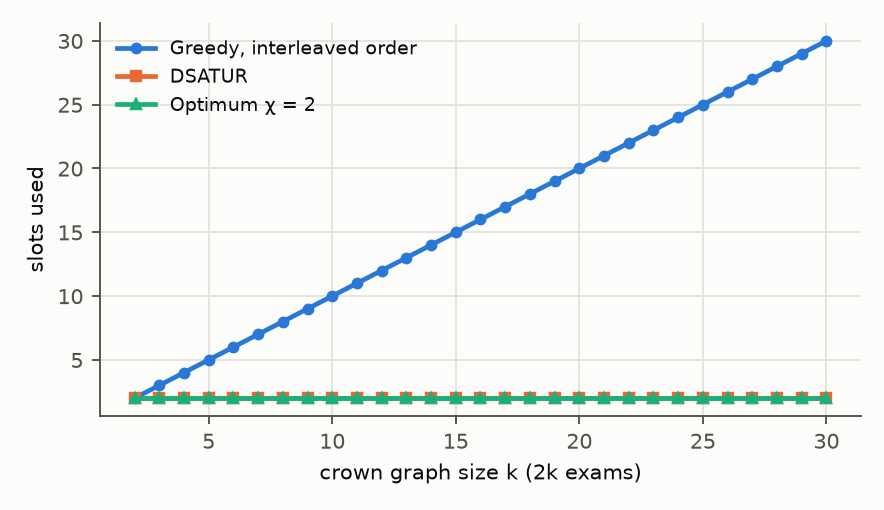 Greedy, interleaved order
DSATUR
Optimum χ = 2
slots used
30
25
20
15
10
5
5 10 15 20 25 30
crown graph size k (2k exams)